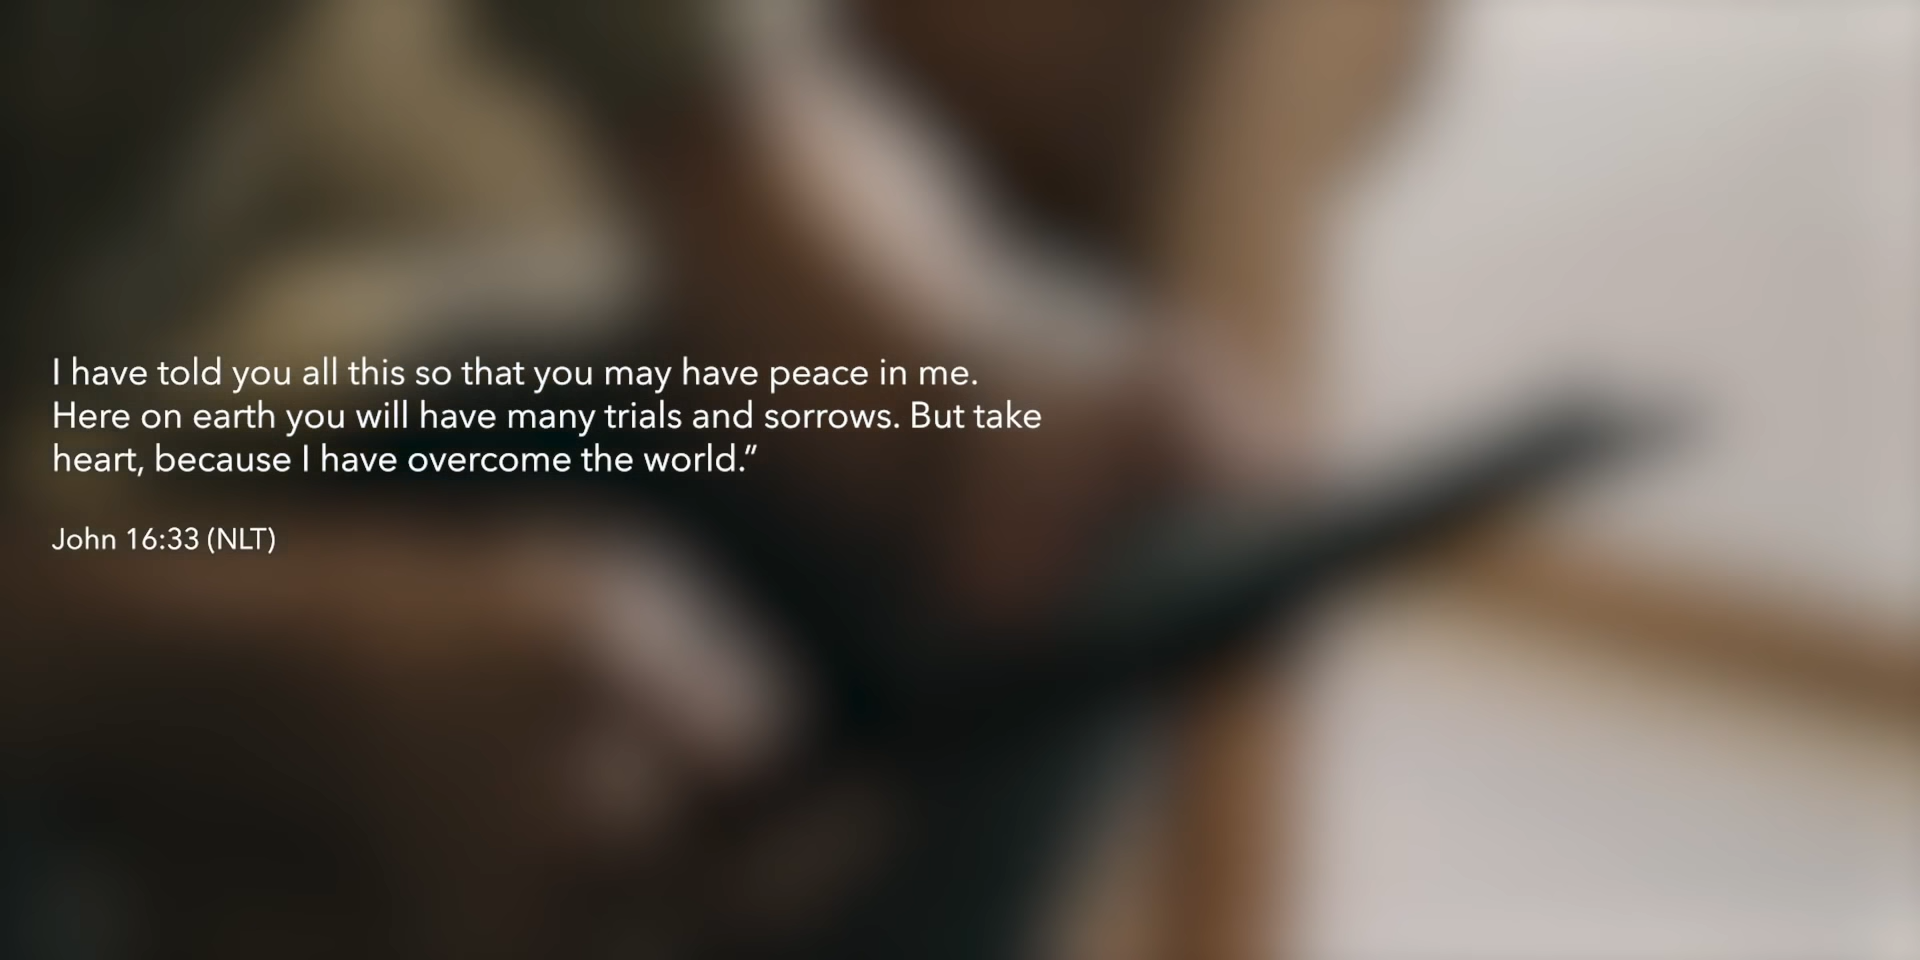 I have told you all this so that you may have peace in me.
Here on earth you will have many trials and sorrows. But take
heart, because I have overcome the world.”
John 16:33 (NLT)